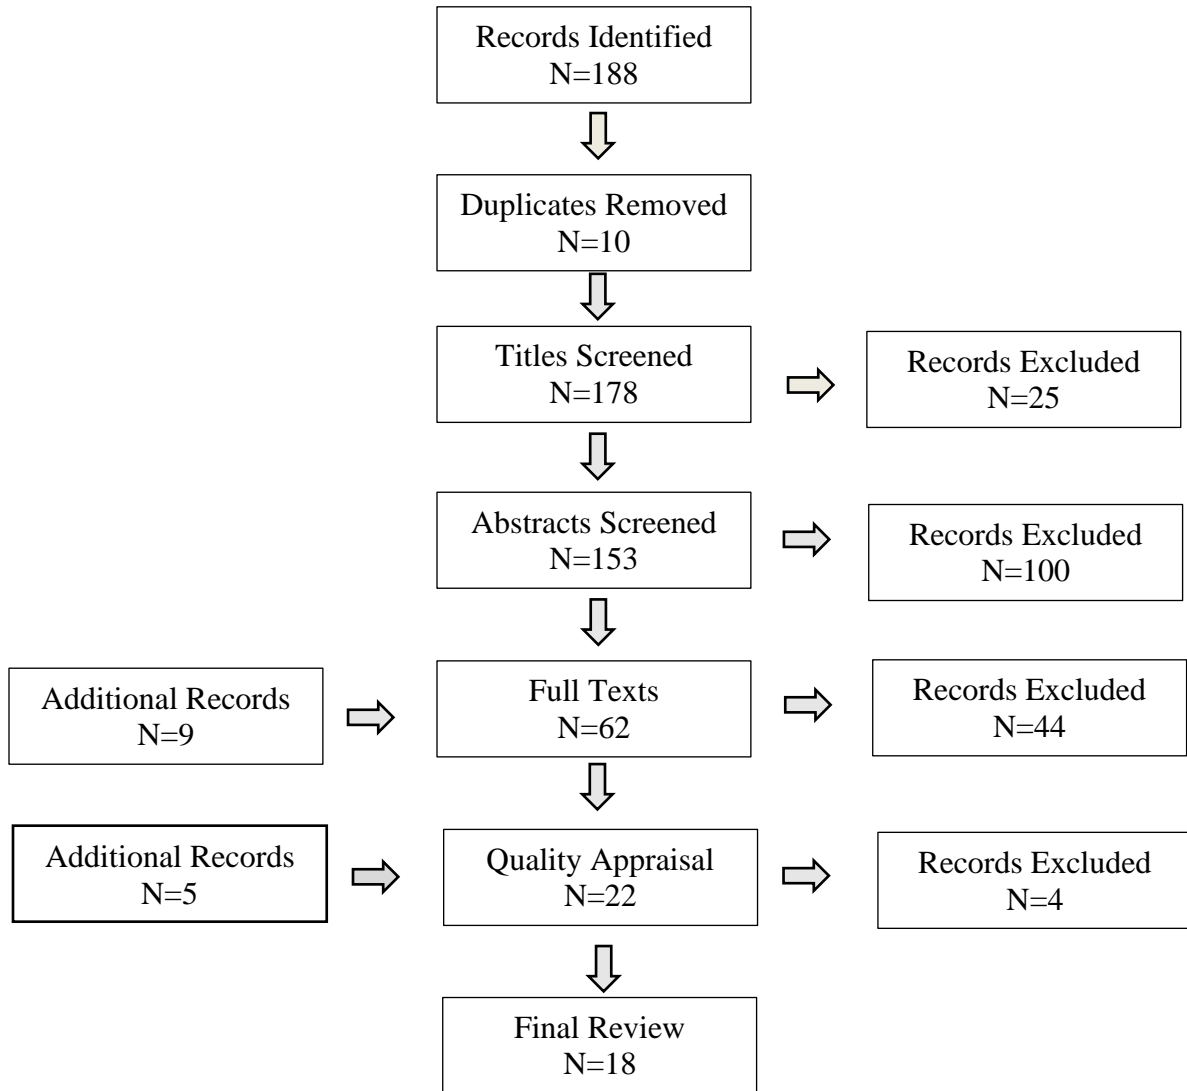 Records Identified
N=188
Duplicates Removed
N=10
Titles Screened
N=178
Records Excluded
N=25
Abstracts Screened
N=153
Records Excluded
N=100
Additional Records
N=9
Full Texts
N=62
Records Excluded
N=44
Additional Records
N=5
Quality Appraisal
N=22
Records Excluded
N=4
Final Review
N=18